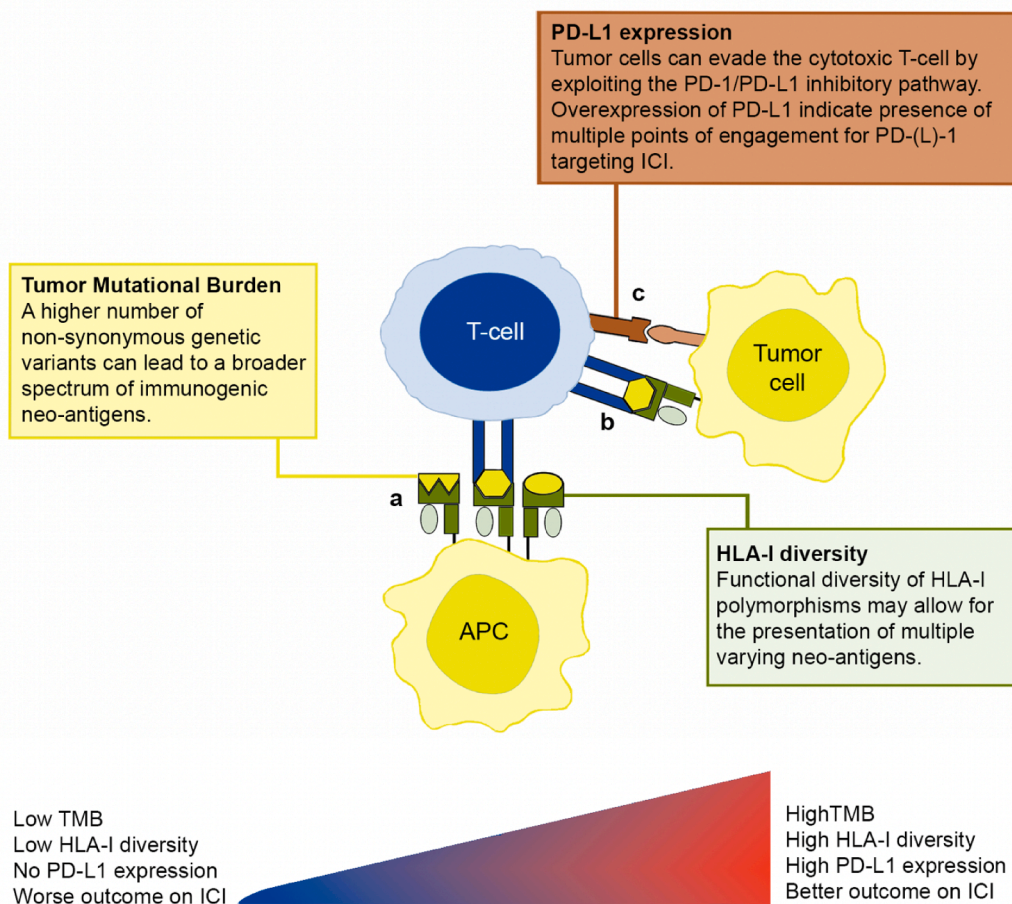 PD-L1 expression
Tumor cells can evade the cytotoxic T-cell by
exploiting the PD-1/PD-L1 inhibitory pathway.
Overexpression of PD-L1 indicate presence of
multiple points of engagement for PD-(L)-1
targeting ICI.
Tumor Mutational Burden
A higher number of
non-synonymous genetic
variants can lead to a broader
spectrum of immunogenic
neo-antigens.
T-cell
c
Tumor
cell
b
a
HLA-I diversity
Functional diversity of HLA-I
polymorphisms may allow for
the presentation of multiple
varying neo-antigens.
APC
Low TMB
Low HLA-I diversity
No PD-L1 expression
Worse outcome on ICI
HighTMB
High HLA-I diversity
High PD-L1 expression
Better outcome on ICI